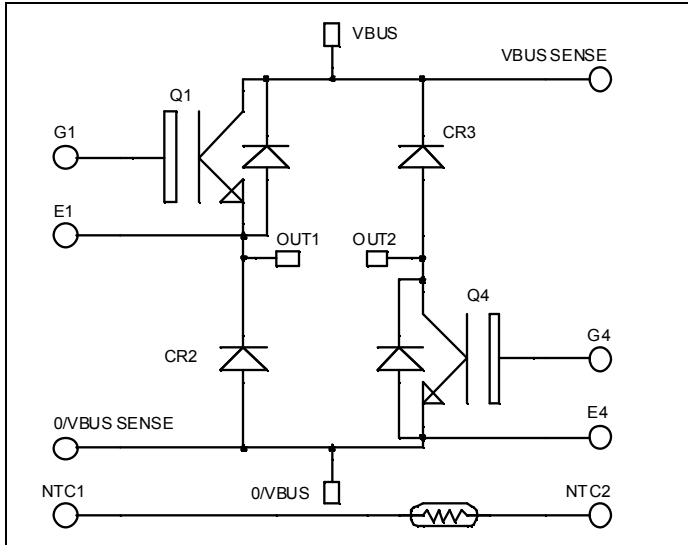 VBUS
VBUS SENSE
Q1
G1
CR3
E1
OUT1
OUT2
Q4
G4
CR2
0/VBUS SENSE
E4
NTC1
0/VBUS
NTC2